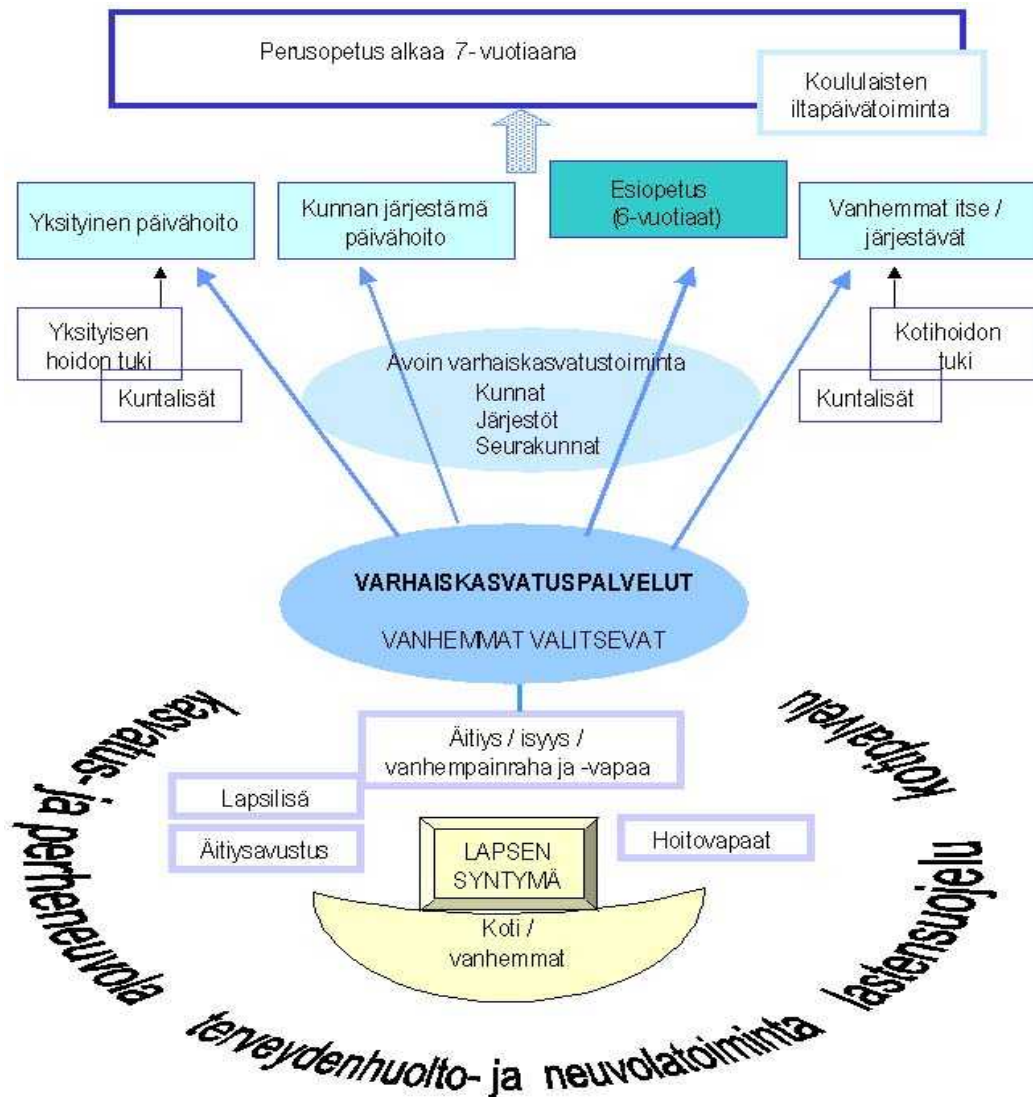 Perusopetus alkaa 7- vuotiaana
Koululaisten
iltapäivätoiminta
Yksityinen päivähoito
Kunnan järjestämä
päivähoito
Esiopetus
(6-vuotiaat)
Vanhemmat itse /
järjestävät
Yksityisen
hoidon tuki
Kuntalisät
Kotihoidon
tuki
Kuntalisät
Avoin varhaiskasvatustoiminta
Kunnat
Järjestöt
Seurakunnat
VARHAISKASVATUSPALVELUT
VANHEMMAT VALITSEVAT
Äitiys / isyys /
vanhempainraha ja -vapaa
Lapsilisä
Äitiysavustus
Hoitovapaat
LAPSEN
SYNTYMÄ
Koti /
vanhemmat
kasvatus- ja perheneuvola terveydenhuolto- ja neuvolatoiminta lastensuojelu kotipalvelu